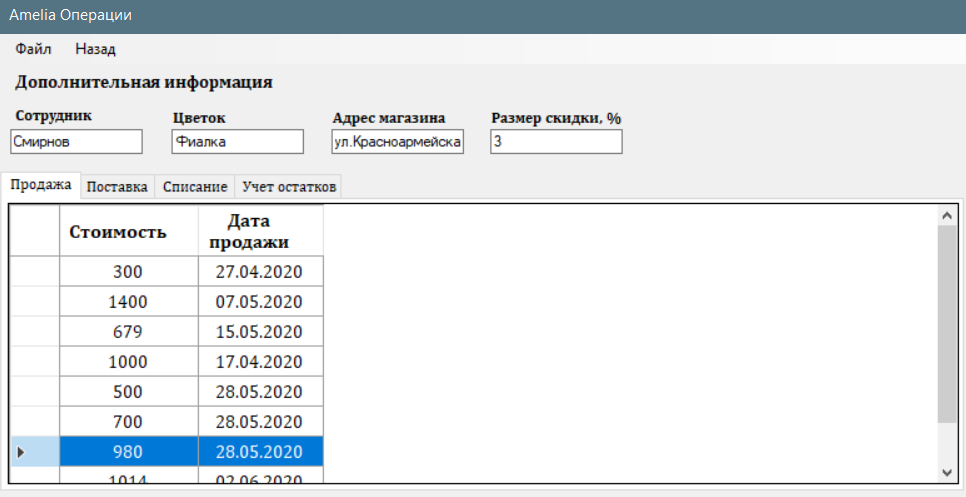 Amelia Операции
Файл Назад
Дополнительная информация
Сотрудник Цветок Адрес магазина Размер скидки, %
Смирнов Фиалка ул.Красноармейска 3
Продажа Поставка Списание Учет остатков
Стоимость Дата продажи
300 27.04.2020
1400 07.05.2020
679 15.05.2020
1000 17.04.2020
500 28.05.2020
700 28.05.2020
980 28.05.2020
1014 02.06.2020